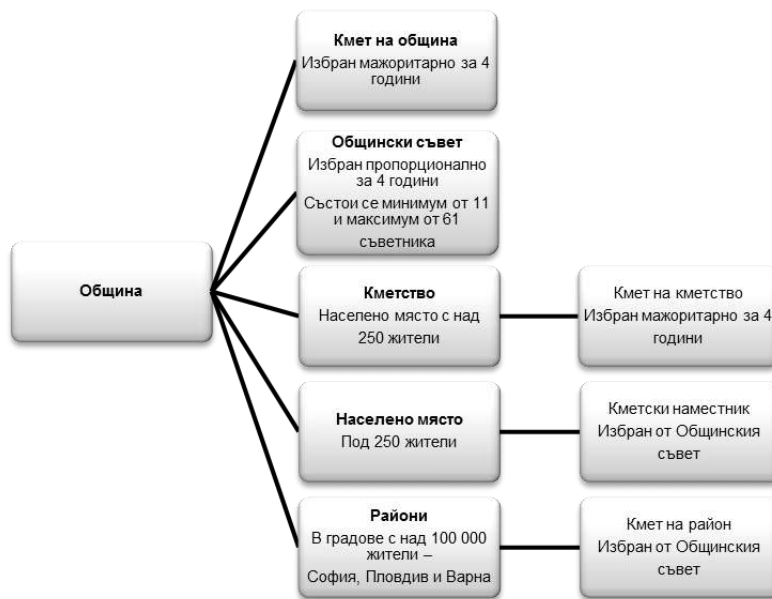 Кмет на община
Избран мажоритарно за 4
години
Общински съвет
Избран пропорционално
за 4 години
Състои се минимум от 11
и максимум от 61
съветника
Община
Кметство
Населено място с над
250 жители
Кмет на кметство
Избран мажоритарно за 4
години
Населено място
Под 250 жители
Кметски наместник
Избран от Общинския
съвет
Райони
В градове с над 100 000
жители –
София, Пловдив и Варна
Кмет на район
Избран от Общинския
съвет